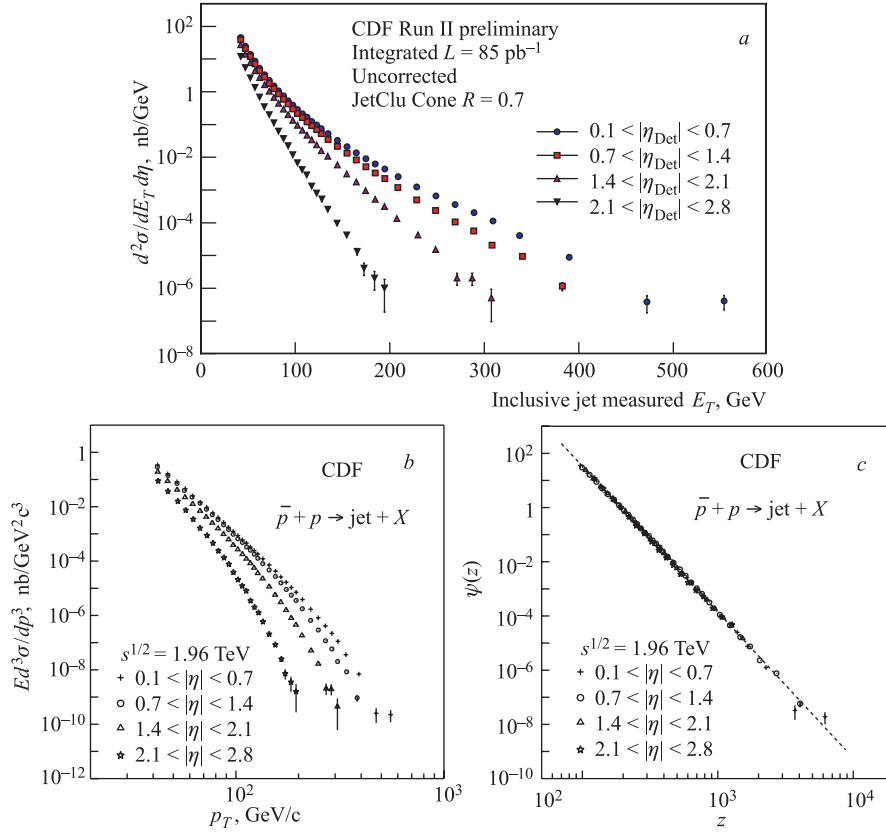 a
CDF Run II preliminary
Integrated L = 85 pb⁻¹
Uncorrected
JetClu Cone R = 0.7
0.1 < |η_Det| < 0.7
0.7 < |η_Det| < 1.4
1.4 < |η_Det| < 2.1
2.1 < |η_Det| < 2.8
d²σ/dE_T dη, nb/GeV
10²
1
10⁻²
10⁻⁴
10⁻⁶
10⁻⁸
0 100 200 300 400 500 600
Inclusive jet measured E_T, GeV
b
CDF
p̄ + p → jet + X
Ed³σ/dp³, nb/GeV²c³
1
10⁻²
10⁻⁴
10⁻⁶
10⁻⁸
10⁻¹⁰
10⁻¹²
s^{1/2} = 1.96 TeV
0.1 < |η| < 0.7
0.7 < |η| < 1.4
1.4 < |η| < 2.1
2.1 < |η| < 2.8
10² 10³
p_T, GeV/c
c
CDF
p̄ + p → jet + X
ψ(z)
10²
1
10⁻²
10⁻⁴
10⁻⁶
10⁻⁸
10⁻¹⁰
s^{1/2} = 1.96 TeV
0.1 < |η| < 0.7
0.7 < |η| < 1.4
1.4 < |η| < 2.1
2.1 < |η| < 2.8
10² 10³ 10⁴
z